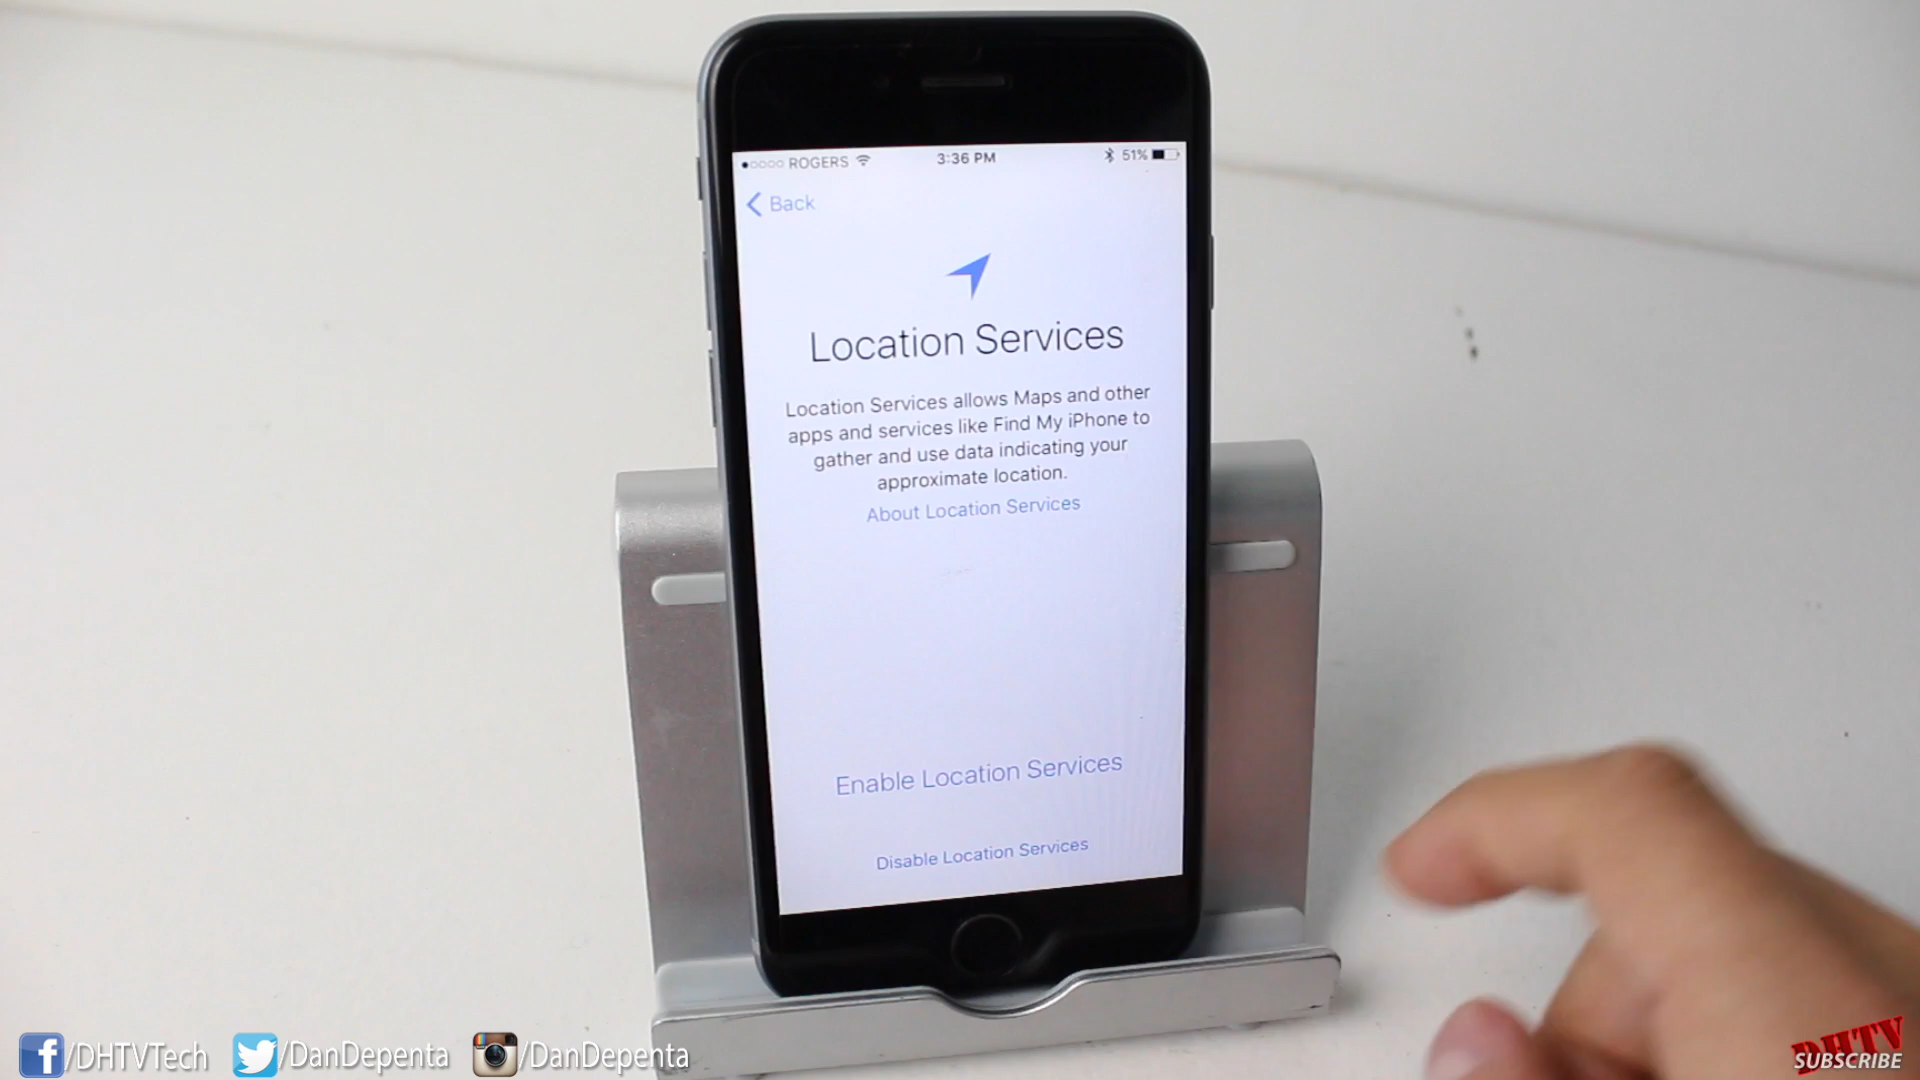 ROGERS 3:36 PM 51%
Back
Location Services
Location Services allows Maps and other
apps and services like Find My iPhone to
gather and use data indicating your
approximate location.
About Location Services
Enable Location Services
Disable Location Services
/DHTVTech /DanDepenta /DanDepenta
DHTV
SUBSCRIBE